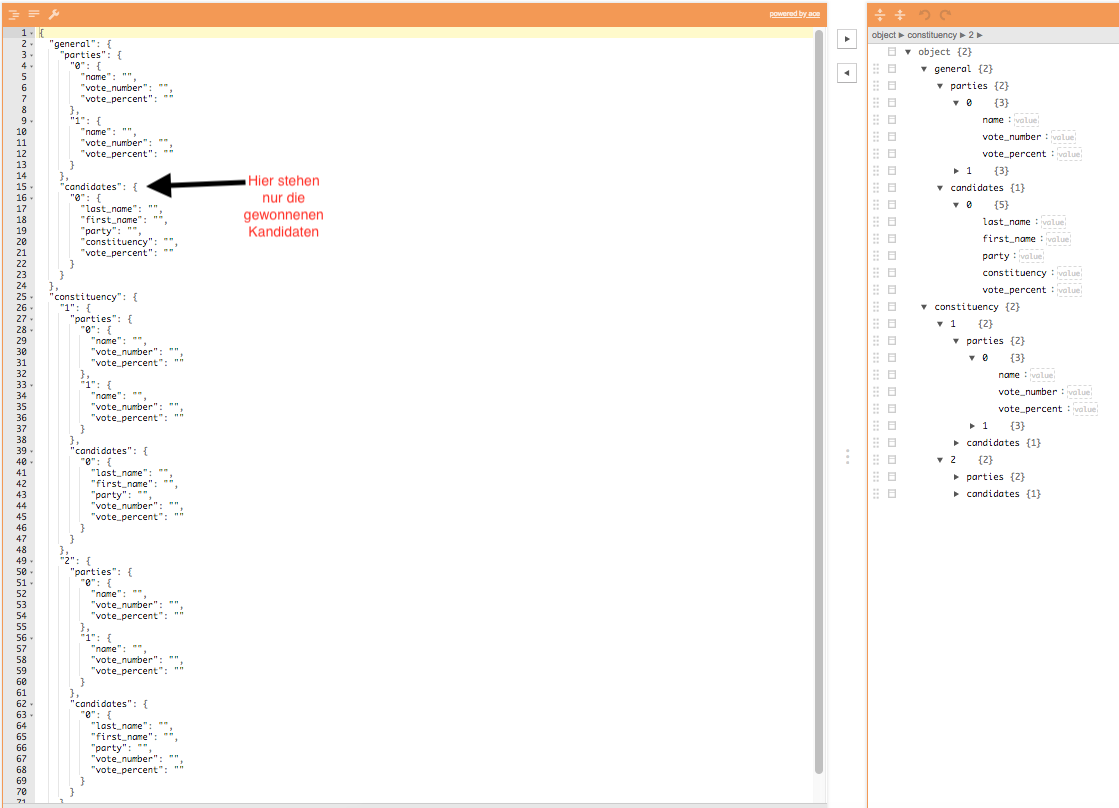 powered by ace
1 {
2 "general": {
3 "parties": {
4 "0": {
5 "name": "",
6 "vote_number": "",
7 "vote_percent": ""
8 },
9 "1": {
10 "name": "",
11 "vote_number": "",
12 "vote_percent": ""
13 }
14 },
15 "candidates": {
16 "0": {
17 "last_name": "",
18 "first_name": "",
19 "party": "",
20 "constituency": "",
21 "vote_percent": ""
22 }
23 }
24 },
25 "constituency": {
26 "1": {
27 "parties": {
28 "0": {
29 "name": "",
30 "vote_number": "",
31 "vote_percent": ""
32 },
33 "1": {
34 "name": "",
35 "vote_number": "",
36 "vote_percent": ""
37 }
38 },
39 "candidates": {
40 "0": {
41 "last_name": "",
42 "first_name": "",
43 "party": "",
44 "vote_number": "",
45 "vote_percent": ""
46 }
47 }
48 },
49 "2": {
50 "parties": {
51 "0": {
52 "name": "",
53 "vote_number": "",
54 "vote_percent": ""
55 },
56 "1": {
57 "name": "",
58 "vote_number": "",
59 "vote_percent": ""
60 }
61 },
62 "candidates": {
63 "0": {
64 "last_name": "",
65 "first_name": "",
66 "party": "",
67 "vote_number": "",
68 "vote_percent": ""
69 }
70 }
71 }
Hier stehen
nur die
gewonnenen
Kandidaten
object ▶ constituency ▶ 2 ▶
▼ object {2}
▼ general {2}
▼ parties {2}
▼ 0 {3}
name : value
vote_number : value
vote_percent : value
▶ 1 {3}
▼ candidates {1}
▼ 0 {5}
last_name : value
first_name : value
party : value
constituency : value
vote_percent : value
▼ constituency {2}
▼ 1 {2}
▼ parties {2}
▼ 0 {3}
name : value
vote_number : value
vote_percent : value
▶ 1 {3}
▶ candidates {1}
▼ 2 {2}
▶ parties {2}
▶ candidates {1}